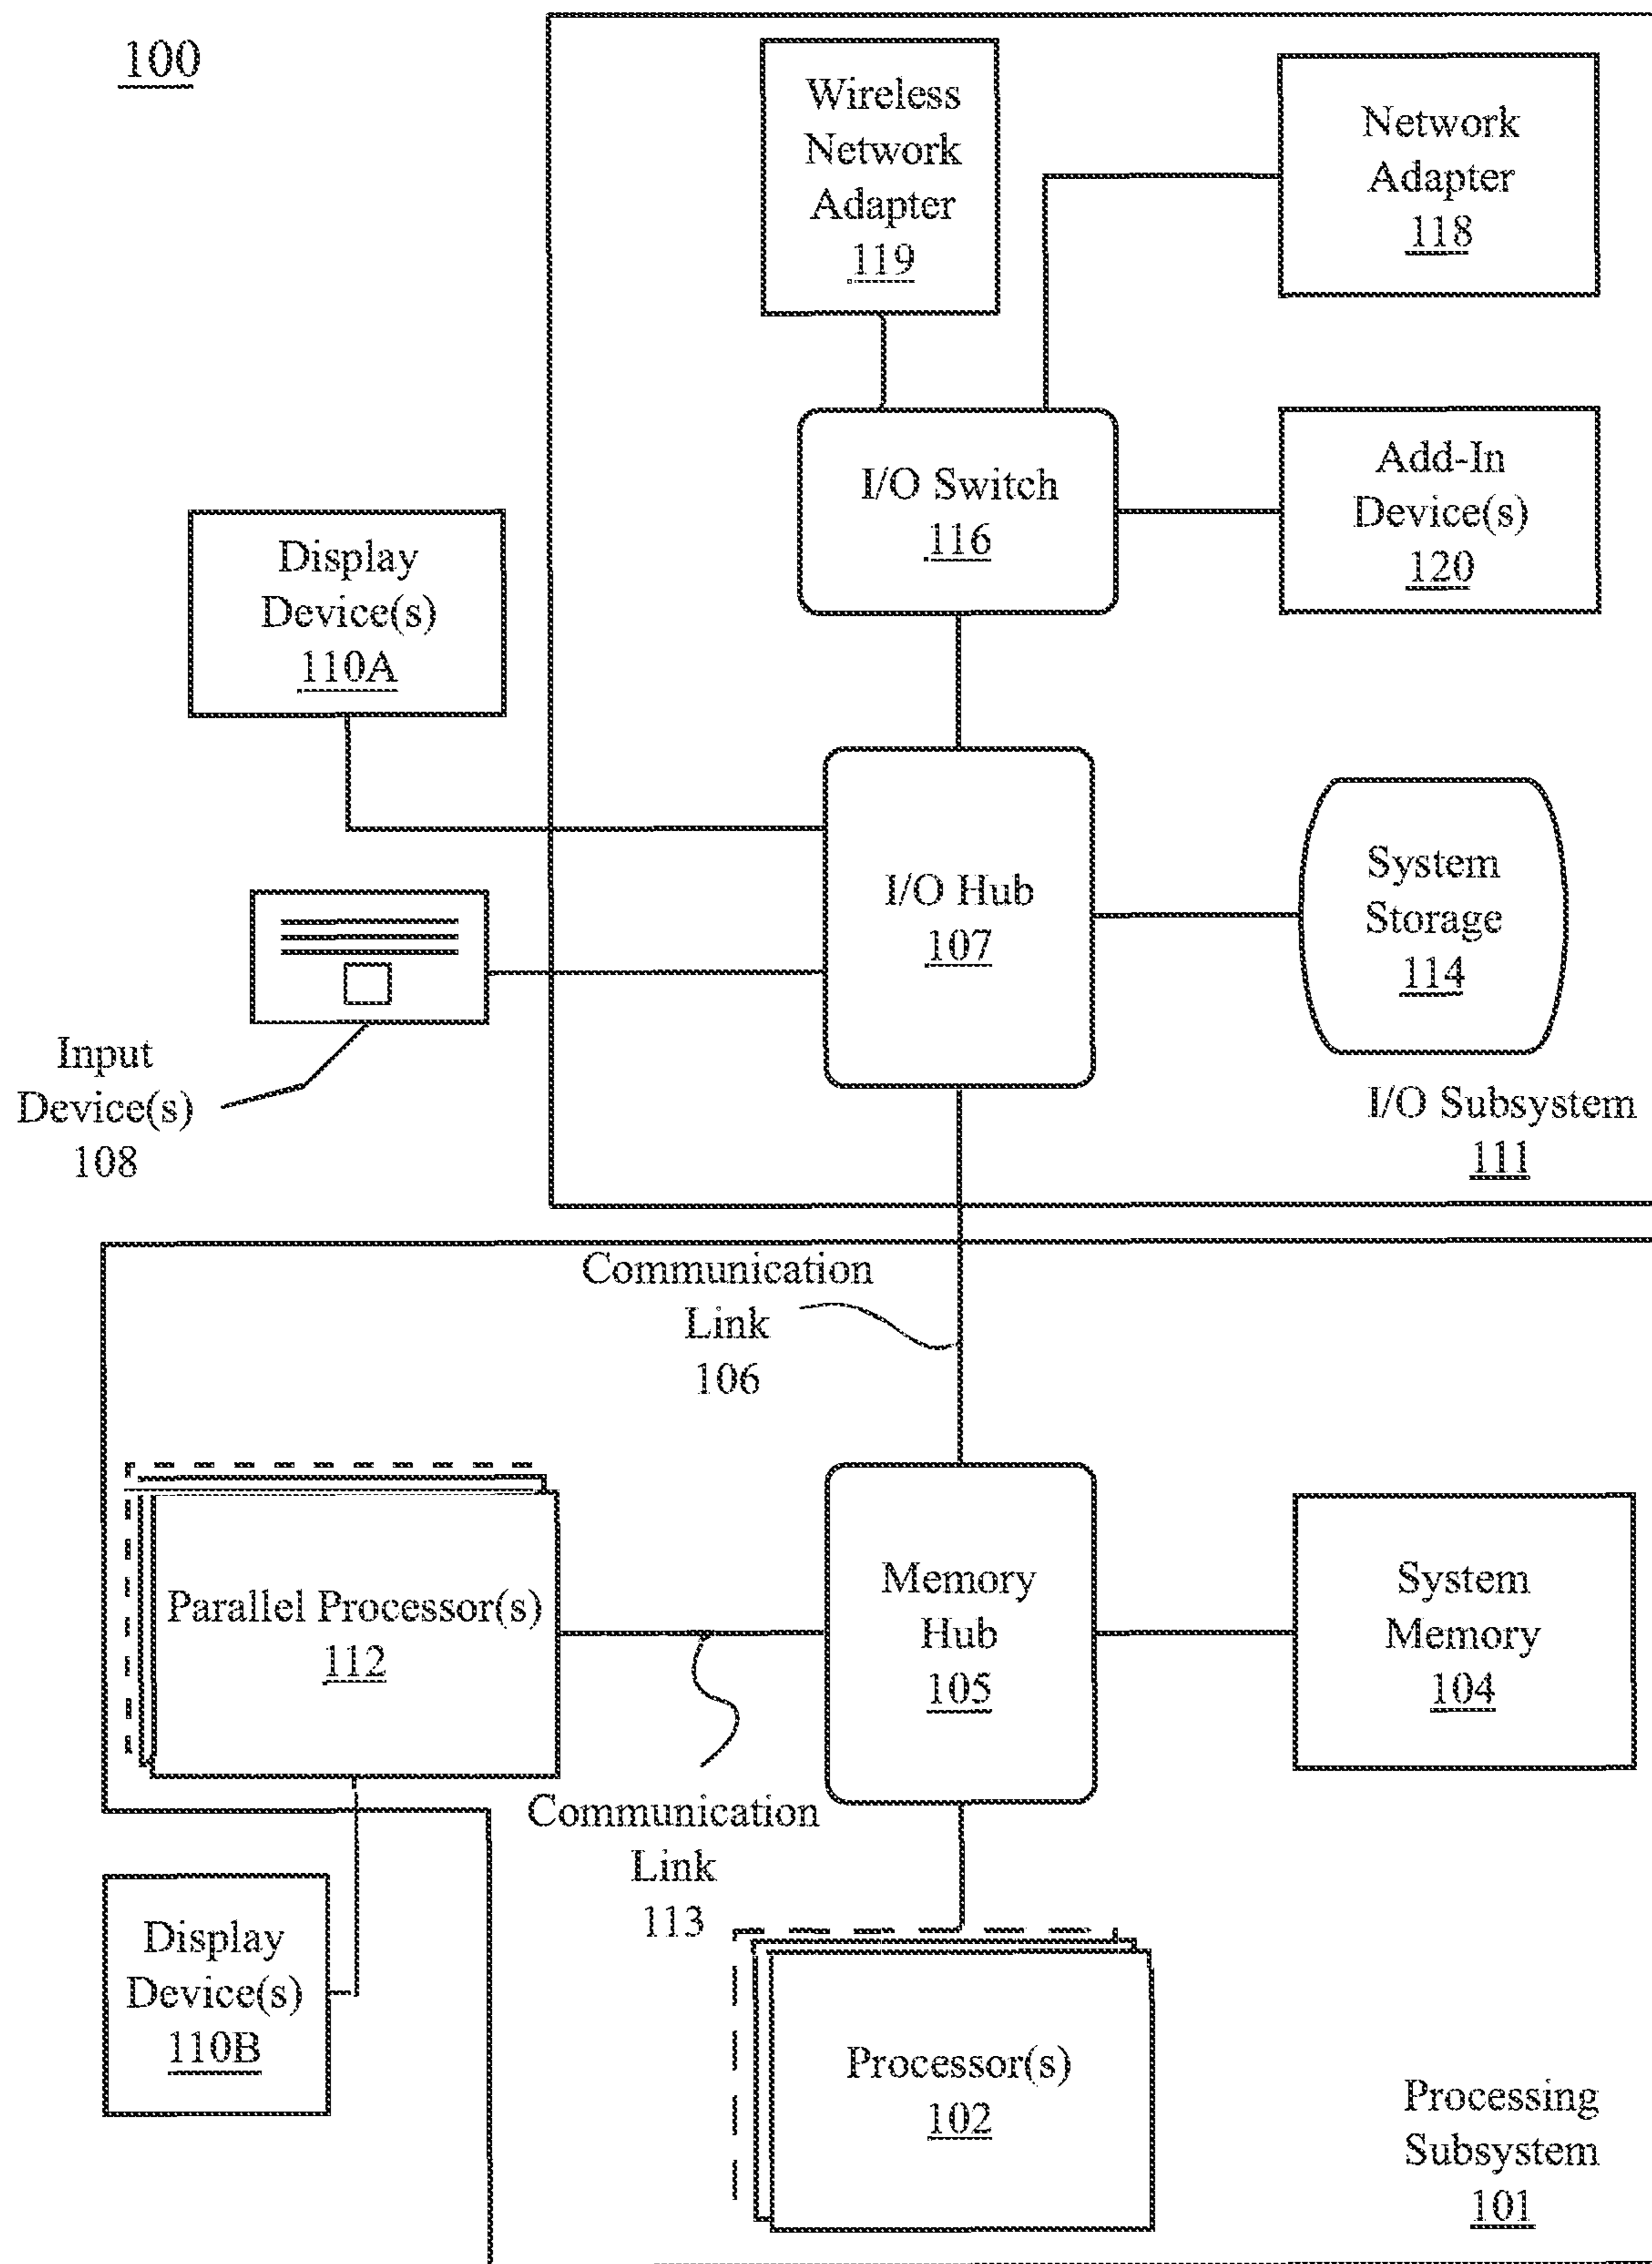 100
Wireless
Network
Adapter
119
Network
Adapter
118
I/O Switch
116
Add-In
Device(s)
120
Display
Device(s)
110A
I/O Hub
107
System
Storage
114
Input
Device(s)
108
I/O Subsystem
111
Communication
Link
106
Parallel Processor(s)
112
Memory
Hub
105
System
Memory
104
Communication
Link
113
Display
Device(s)
110B
Processor(s)
102
Processing
Subsystem
101